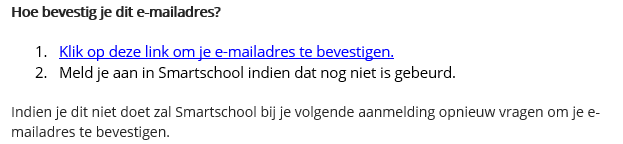 Hoe bevestig je dit e-mailadres?
1. Klik op deze link om je e-mailadres te bevestigen.
2. Meld je aan in Smartschool indien dat nog niet is gebeurd.
Indien je dit niet doet zal Smartschool bij je volgende aanmelding opnieuw vragen om je e-
mailadres te bevestigen.